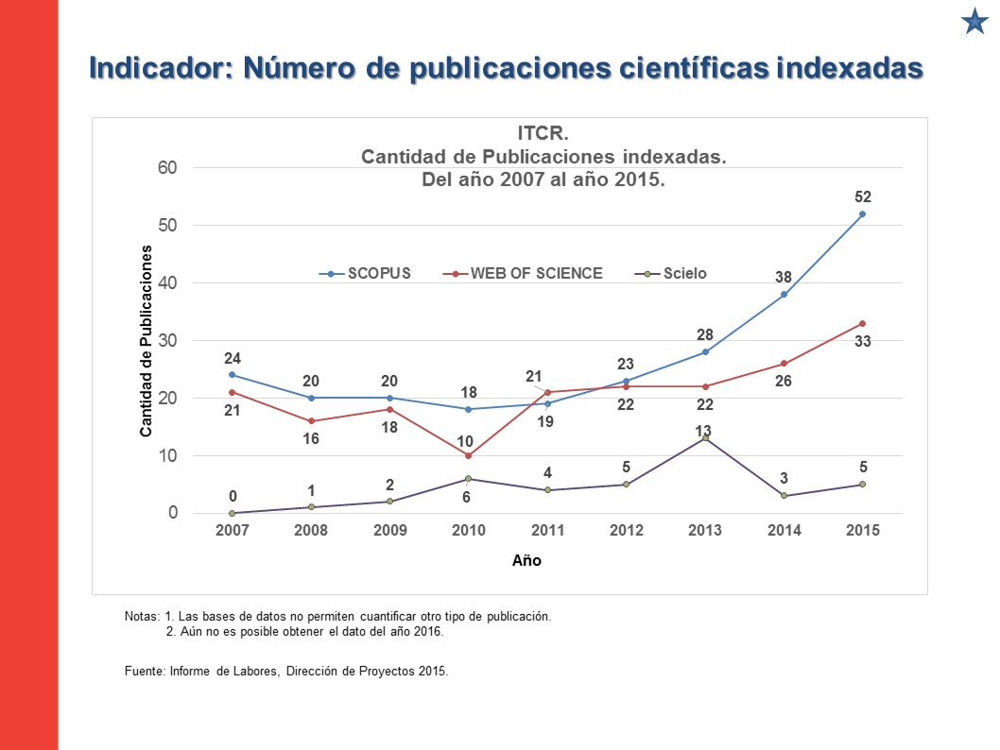 Indicador: Número de publicaciones científicas indexadas
ITCR.
Cantidad de Publicaciones indexadas.
Del año 2007 al año 2015.
Cantidad de Publicaciones
60
50
40
30
20
10
0
SCOPUS WEB OF SCIENCE Scielo
24 20 20 18 19 23 28 38 52
21 16 18 10 21 22 22 26 33
0 1 2 6 4 5 13 3 5
2007 2008 2009 2010 2011 2012 2013 2014 2015
Año
Notas: 1. Las bases de datos no permiten cuantificar otro tipo de publicación.
2. Aún no es posible obtener el dato del año 2016.
Fuente: Informe de Labores, Dirección de Proyectos 2015.